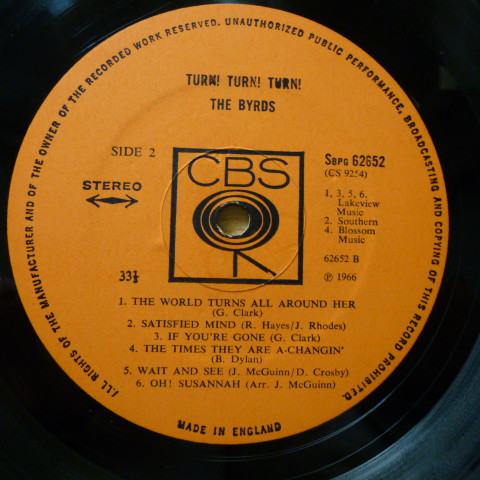 ALL RIGHTS OF THE MANUFACTURER AND OF THE OWNER OF THE RECORDED WORK RESERVED. UNAUTHORIZED PUBLIC PERFORMANCE, BROADCASTING AND COPYING OF THIS RECORD PROHIBITED.
TURN! TURN! TURN!
THE BYRDS
SIDE 2
STEREO
CBS
SBPG 62652
(CS 9254)
1, 3, 5, 6.
Lakeview
Music
2. Southern
4. Blossom
Music
62652 B
℗ 1966
33⅓
1. THE WORLD TURNS ALL AROUND HER
(G. Clark)
2. SATISFIED MIND (R. Hayes/J. Rhodes)
3. IF YOU'RE GONE (G. Clark)
4. THE TIMES THEY ARE A-CHANGIN'
(B. Dylan)
5. WAIT AND SEE (J. McGuinn/D. Crosby)
6. OH! SUSANNAH (Arr. J. McGuinn)
MADE IN ENGLAND